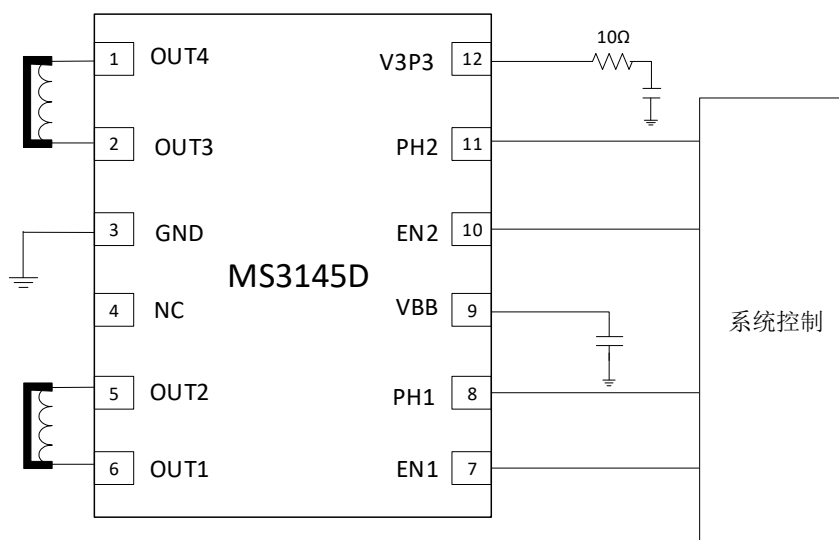 10Ω
1 OUT4 V3P3 12
2 OUT3 PH2 11
3 GND EN2 10
MS3145D
4 NC VBB 9
系统控制
5 OUT2 PH1 8
6 OUT1 EN1 7